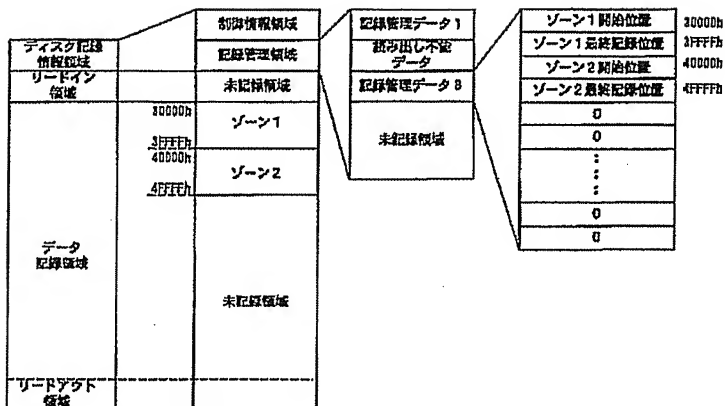 ディスク記録
情報領域
リードイン
領域
データ
記録領域
リードアウト
領域
制御情報領域
記録管理領域
未記録領域
30000h
ゾーン1
3FFFFh
40000h
ゾーン2
4FFFFh
未記録領域
記録管理データ1
読み出し不能
データ
記録管理データ3
未記録領域
ゾーン1開始位置
30000h
ゾーン1最終記録位置
3FFFFh
ゾーン2開始位置
40000h
ゾーン2最終記録位置
4FFFFh
0
0
:
:
:
0
0